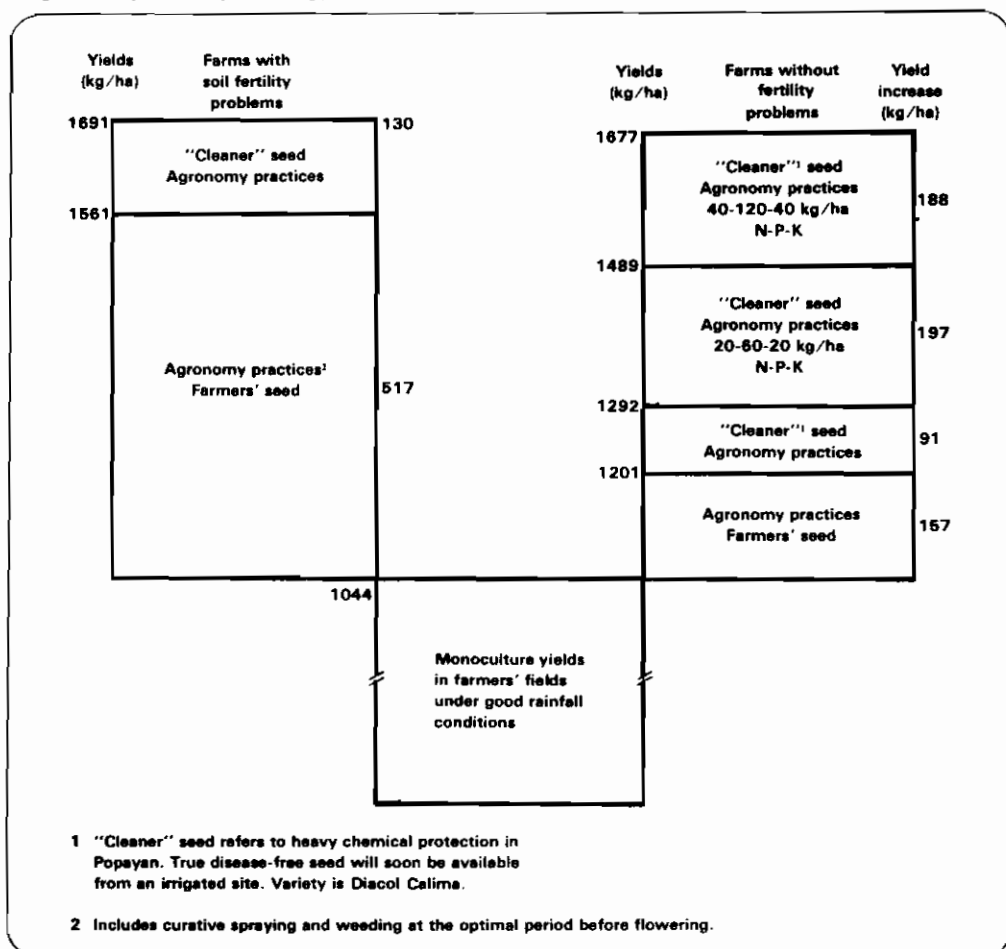 Yields
(kg/ha)
Farms with
soil fertility
problems
1691
130
"Cleaner" seed
Agronomy practices
1561
Agronomy practices²
Farmers' seed
517
Yields
(kg/ha)
Farms without
fertility
problems
Yield
increase
(kg/ha)
1677
"Cleaner"¹ seed
Agronomy practices
40-120-40 kg/ha
N-P-K
188
1489
"Cleaner" seed
Agronomy practices
20-60-20 kg/ha
N-P-K
197
1292
"Cleaner"¹ seed
Agronomy practices
91
1201
Agronomy practices
Farmers' seed
157
1044
Monoculture yields
in farmers' fields
under good rainfall
conditions
1 "Cleaner" seed refers to heavy chemical protection in
Popayan. True disease-free seed will soon be available
from an irrigated site. Variety is Diacol Calima.
2 Includes curative spraying and weeding at the optimal period before flowering.